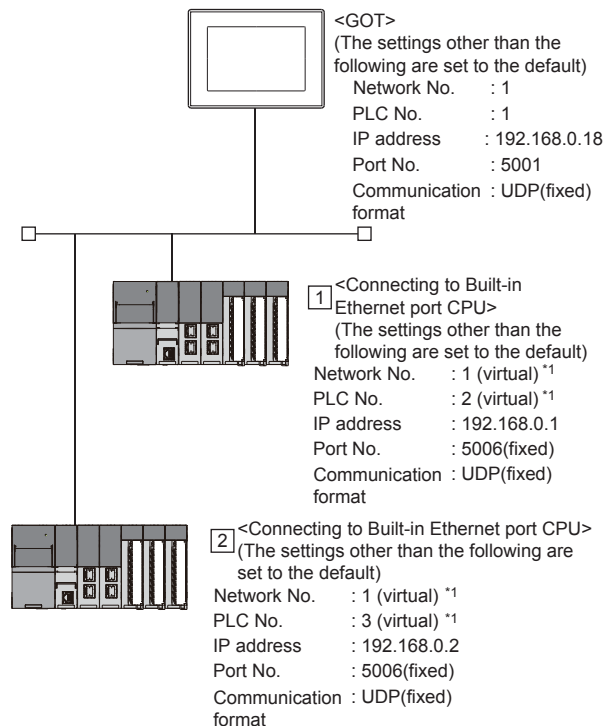 <GOT>
(The settings other than the
following are set to the default)
Network No. : 1
PLC No. : 1
IP address : 192.168.0.18
Port No. : 5001
Communication : UDP(fixed)
format
1
<Connecting to Built-in
Ethernet port CPU>
(The settings other than the
following are set to the default)
Network No. : 1 (virtual) *1
PLC No. : 2 (virtual) *1
IP address : 192.168.0.1
Port No. : 5006(fixed)
Communication : UDP(fixed)
format
2
<Connecting to Built-in Ethernet port CPU>
(The settings other than the following are
set to the default)
Network No. : 1 (virtual) *1
PLC No. : 3 (virtual) *1
IP address : 192.168.0.2
Port No. : 5006(fixed)
Communication : UDP(fixed)
format